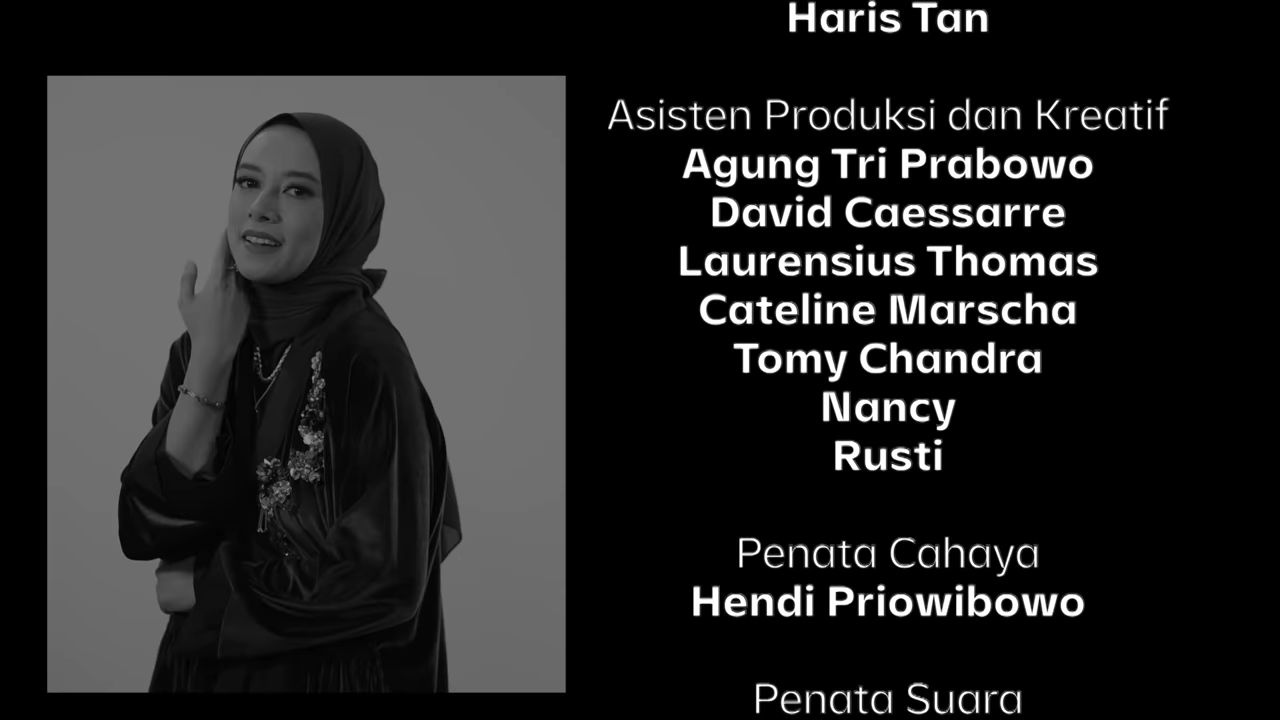 Haris Tan
Asisten Produksi dan Kreatif
Agung Tri Prabowo
David Caessarre
Laurensius Thomas
Cateline Marscha
Tomy Chandra
Nancy
Rusti
Penata Cahaya
Hendi Priowibowo
Penata Suara